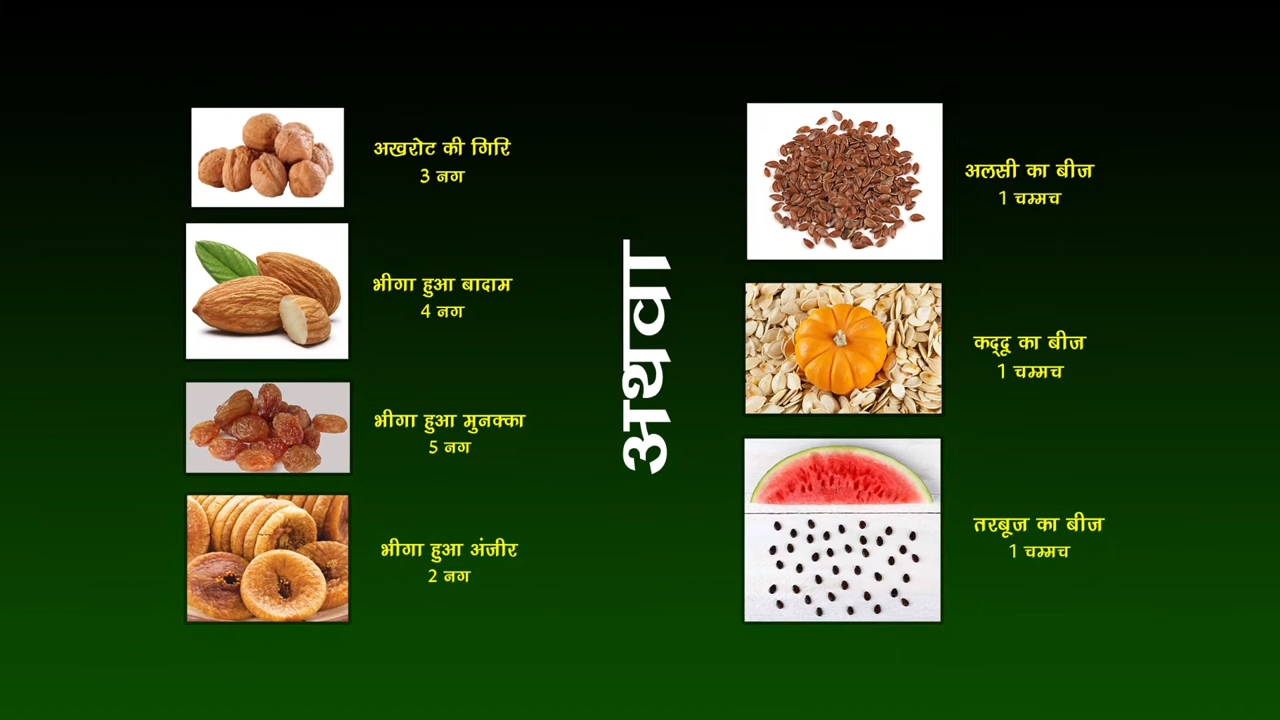 अखरोट की गिरि
3 नग
भीगा हुआ बादाम
4 नग
भीगा हुआ मुनक्का
5 नग
भीगा हुआ अंजीर
2 नग
अथवा
अलसी का बीज
1 चम्मच
कद्दू का बीज
1 चम्मच
तरबूज का बीज
1 चम्मच